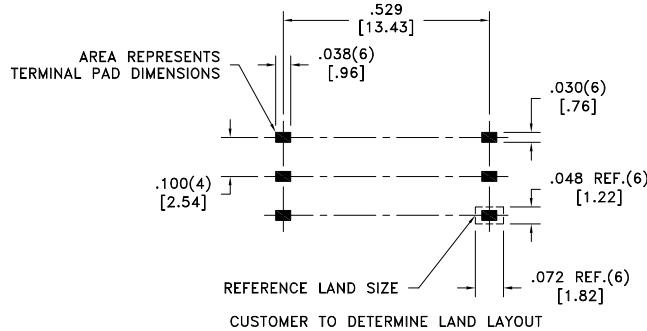 .529
[13.43]
AREA REPRESENTS
TERMINAL PAD DIMENSIONS
.038(6)
[.96]
.030(6)
[.76]
.100(4)
[2.54]
.048 REF.(6)
[1.22]
REFERENCE LAND SIZE
.072 REF.(6)
[1.82]
CUSTOMER TO DETERMINE LAND LAYOUT